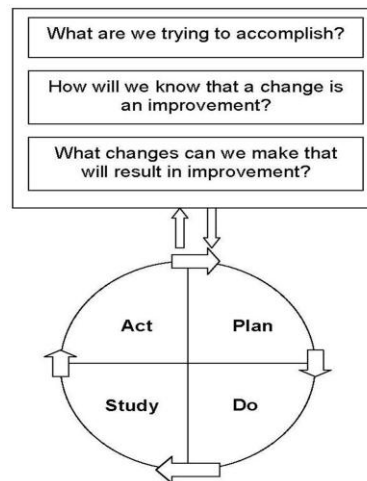 What are we trying to accomplish?
How will we know that a change is
an improvement?
What changes can we make that
will result in improvement?
Act
Plan
Study
Do